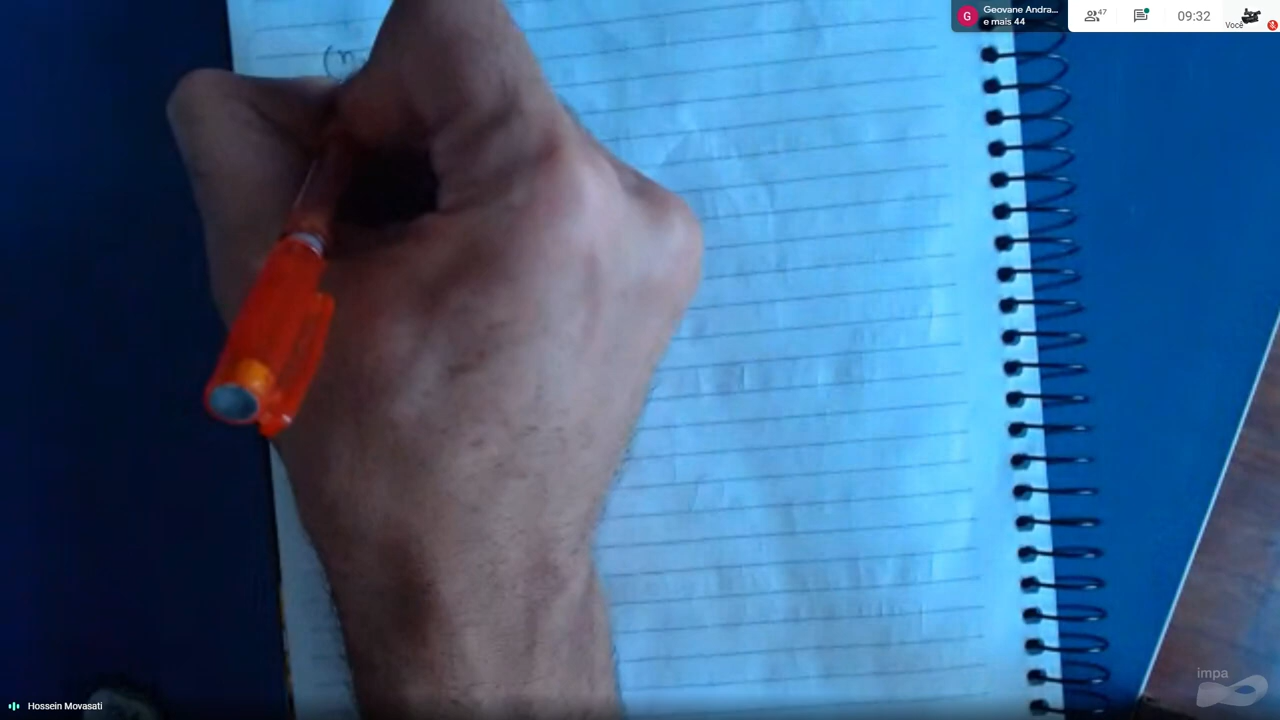 G Geovane Andra...
e mais 44
47
09:32
Você
(n
impa
Hossein Movasati